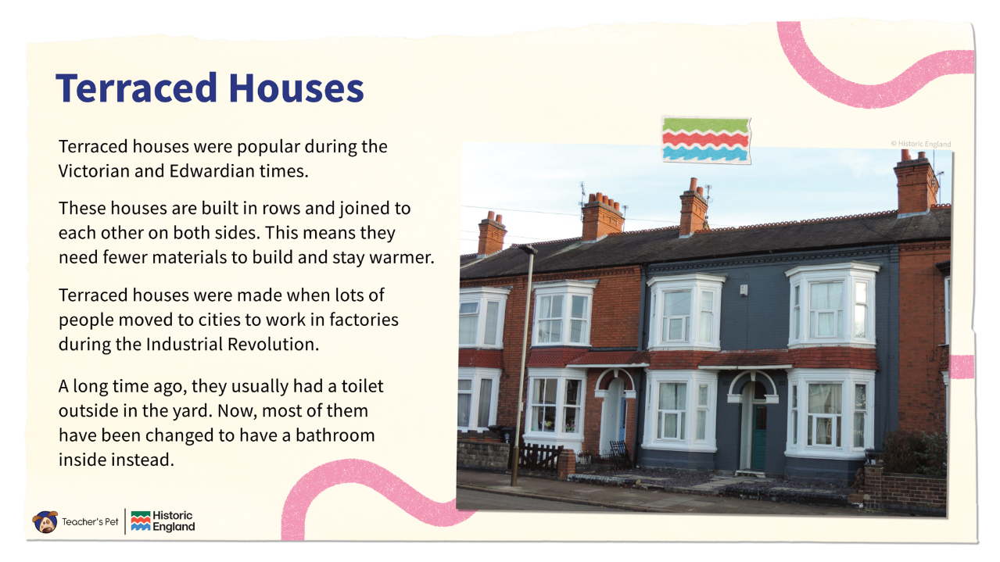 Terraced Houses
© Historic England
Terraced houses were popular during the
Victorian and Edwardian times.
These houses are built in rows and joined to
each other on both sides. This means they
need fewer materials to build and stay warmer.
Terraced houses were made when lots of
people moved to cities to work in factories
during the Industrial Revolution.
A long time ago, they usually had a toilet
outside in the yard. Now, most of them
have been changed to have a bathroom
inside instead.
Teacher's Pet
Historic
England